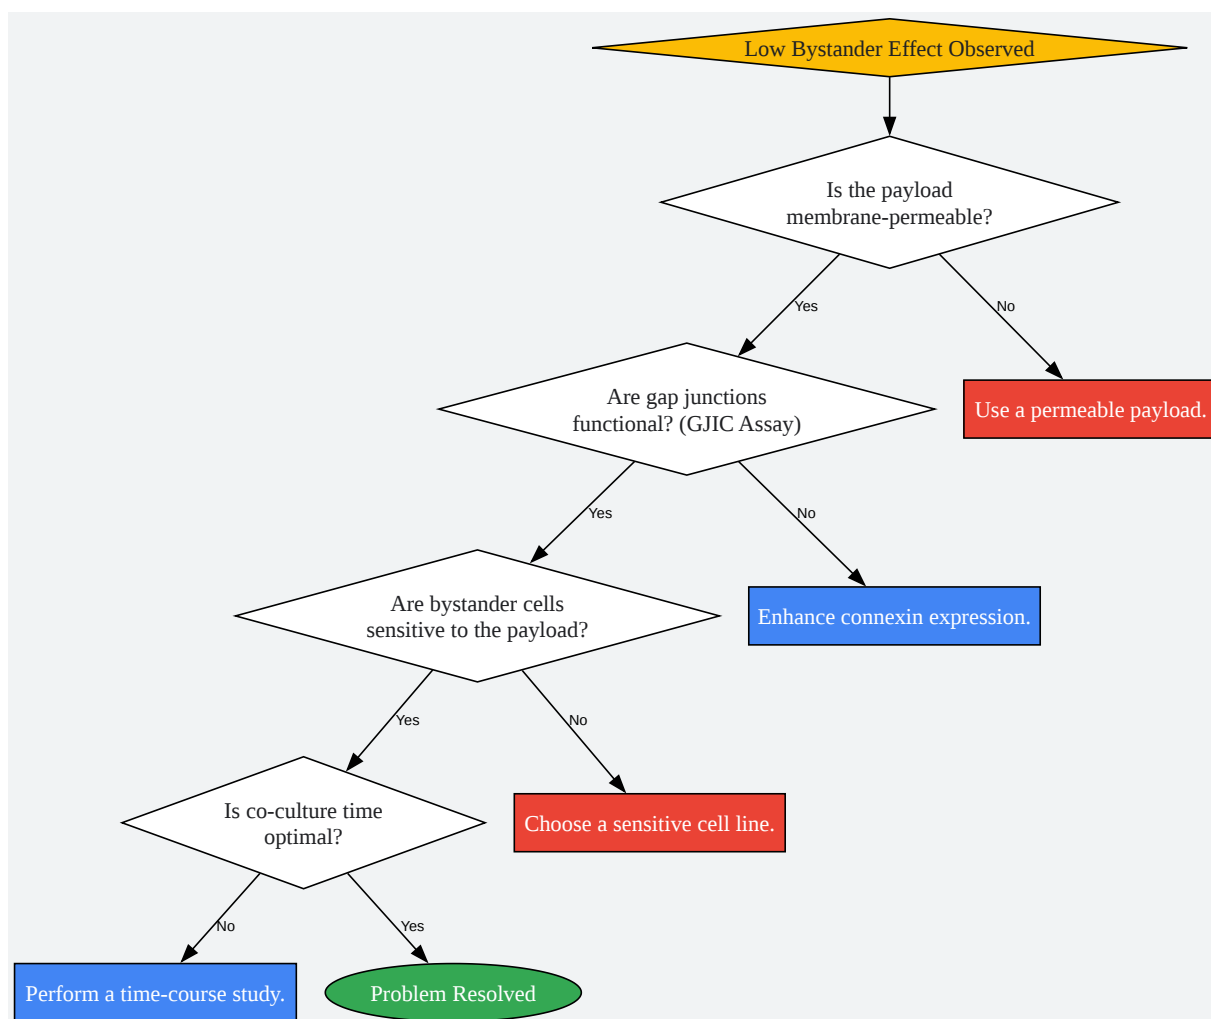 Low Bystander Effect Observed
Is the payload
membrane-permeable?
Yes
No
Are gap junctions
functional? (GJIC Assay)
Use a permeable payload.
Yes
No
Are bystander cells
sensitive to the payload?
Enhance connexin expression.
Yes
No
Is co-culture time
optimal?
Choose a sensitive cell line.
No
Yes
Perform a time-course study.
Problem Resolved